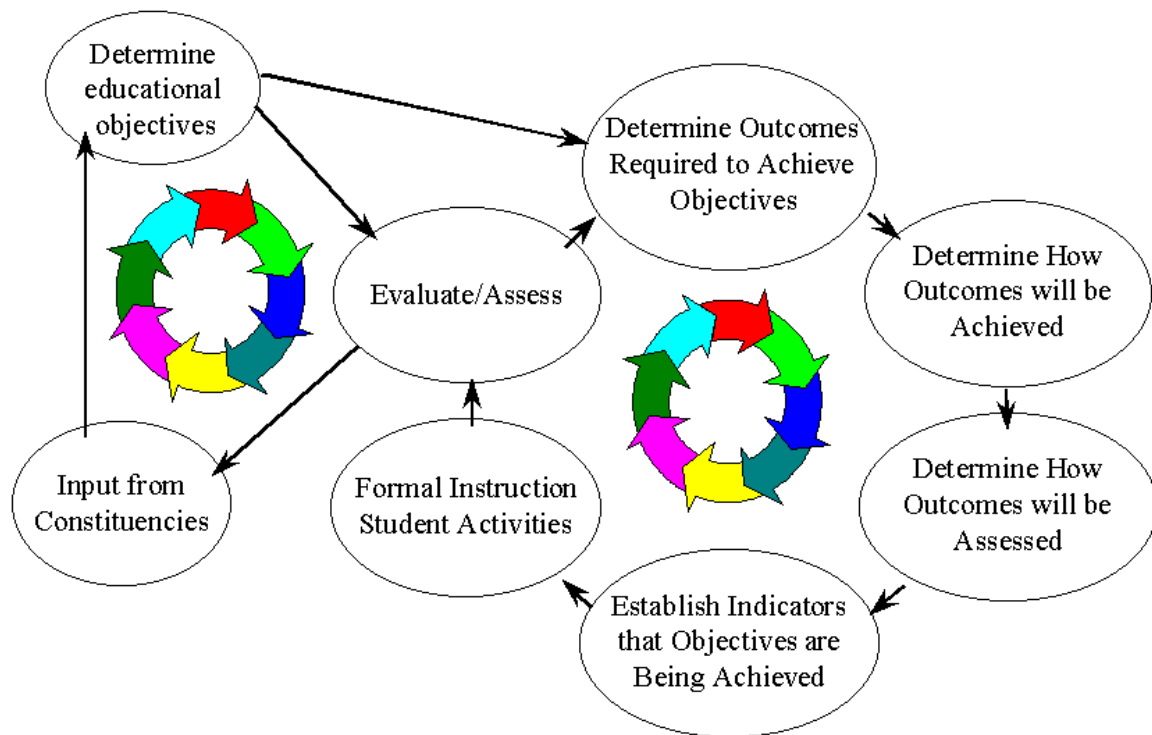 Determine
educational
objectives
Determine Outcomes
Required to Achieve
Objectives
Evaluate/Assess
Determine How
Outcomes will be
Achieved
Input from
Constituencies
Formal Instruction
Student Activities
Determine How
Outcomes will be
Assessed
Establish Indicators
that Objectives are
Being Achieved